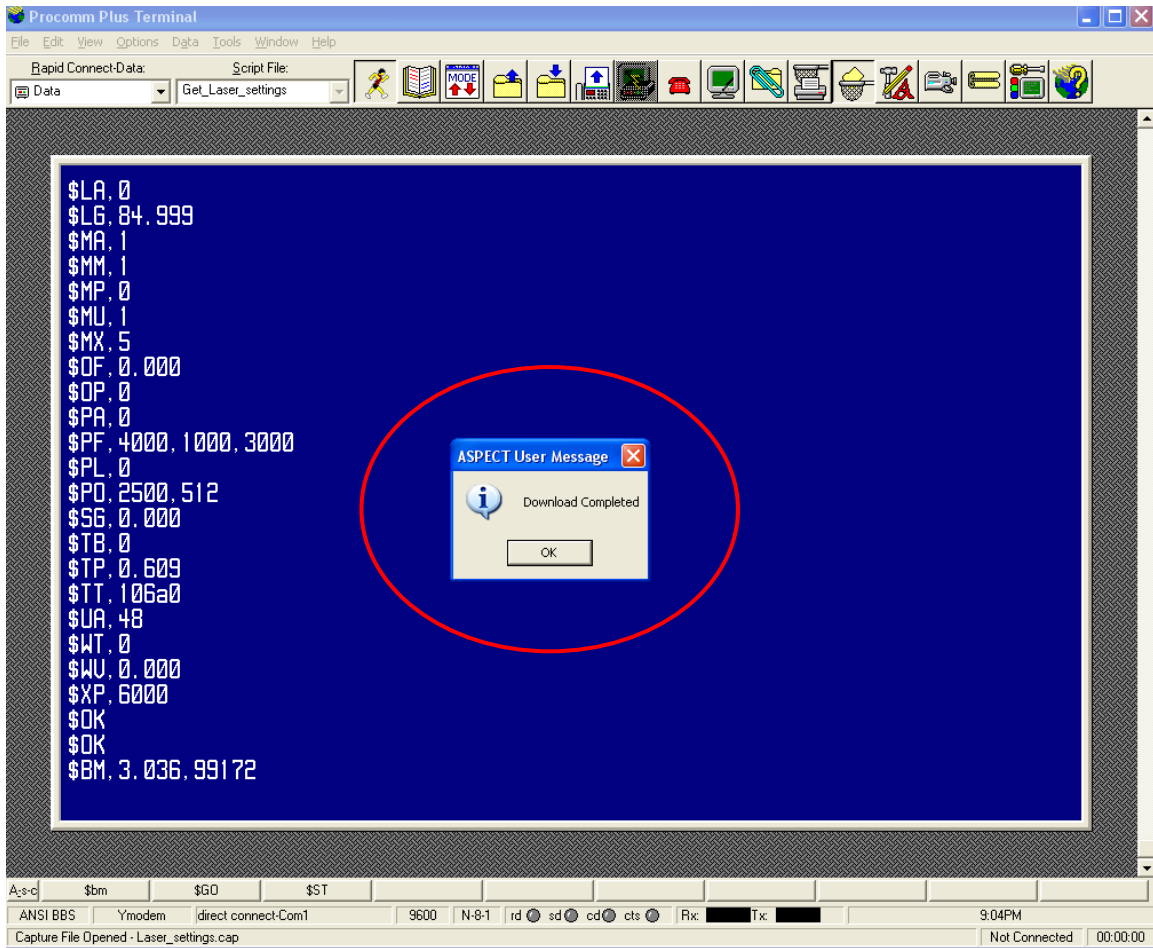 Procomm Plus Terminal
File Edit View Options Data Tools Window Help
Rapid Connect-Data: Script File:
Data Get_Laser_settings
MODE
$LA,0
$LG,84.999
$MA,1
$MM,1
$MP,0
$MU,1
$MX,5
$OF,0.000
$OP,0
$PA,0
$PF,4000,1000,3000
$PL,0
$PO,2500,512
$SG,0.000
$TB,0
$TP,0.609
$TT,106a0
$UA,48
$WT,0
$WU,0.000
$XP,6000
$OK
$OK
$BM,3.036,99172
ASPECT User Message
Download Completed
OK
A-s-c $bm $GO $ST
ANSI BBS Ymodem direct connect-Com1 9600 N-8-1 rd sd cd cts Rx: Tx: 9:04PM
Capture File Opened - Laser_settings.cap Not Connected 00:00:00